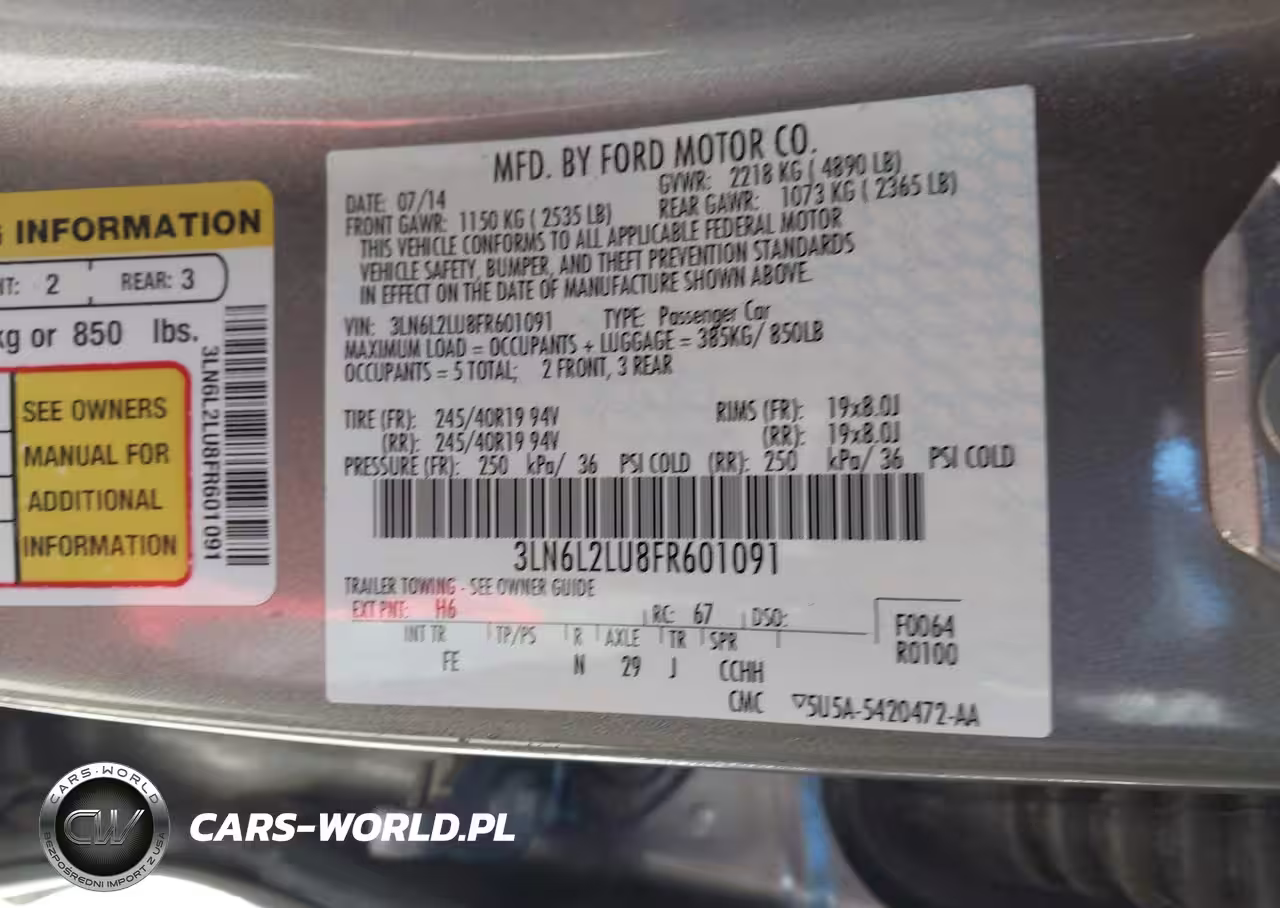 G INFORMATION
NT: 2 REAR: 3
kg or 850 lbs.
SEE OWNERS
MANUAL FOR
ADDITIONAL
INFORMATION
3LN6L2LU8FR601091
MFD. BY FORD MOTOR CO.
DATE: 07/14 GVWR: 2218 KG ( 4890 LB)
FRONT GAWR: 1150 KG ( 2535 LB) REAR GAWR: 1073 KG ( 2365 LB)
THIS VEHICLE CONFORMS TO ALL APPLICABLE FEDERAL MOTOR
VEHICLE SAFETY, BUMPER, AND THEFT PREVENTION STANDARDS
IN EFFECT ON THE DATE OF MANUFACTURE SHOWN ABOVE.
VIN: 3LN6L2LU8FR601091 TYPE: Passenger Car
MAXIMUM LOAD = OCCUPANTS + LUGGAGE = 385KG/ 850LB
OCCUPANTS = 5 TOTAL; 2 FRONT, 3 REAR
TIRE (FR): 245/40R19 94V RIMS (FR): 19x8.0J
(RR): 245/40R19 94V (RR): 19x8.0J
PRESSURE (FR): 250 kPa/ 36 PSI COLD (RR): 250 kPa/ 36 PSI COLD
3LN6L2LU8FR601091
TRAILER TOWING - SEE OWNER GUIDE
EXT PNT: H6 RC: 67 DSO:
INT TR TP/PS R AXLE TR SPR
FE N 29 J CCHH
F0064
R0100
CMC ▽5U5A-5420472-AA
CARS-WORLD
CW
BEZPOŚREDNI IMPORT Z USA
CARS-WORLD.PL